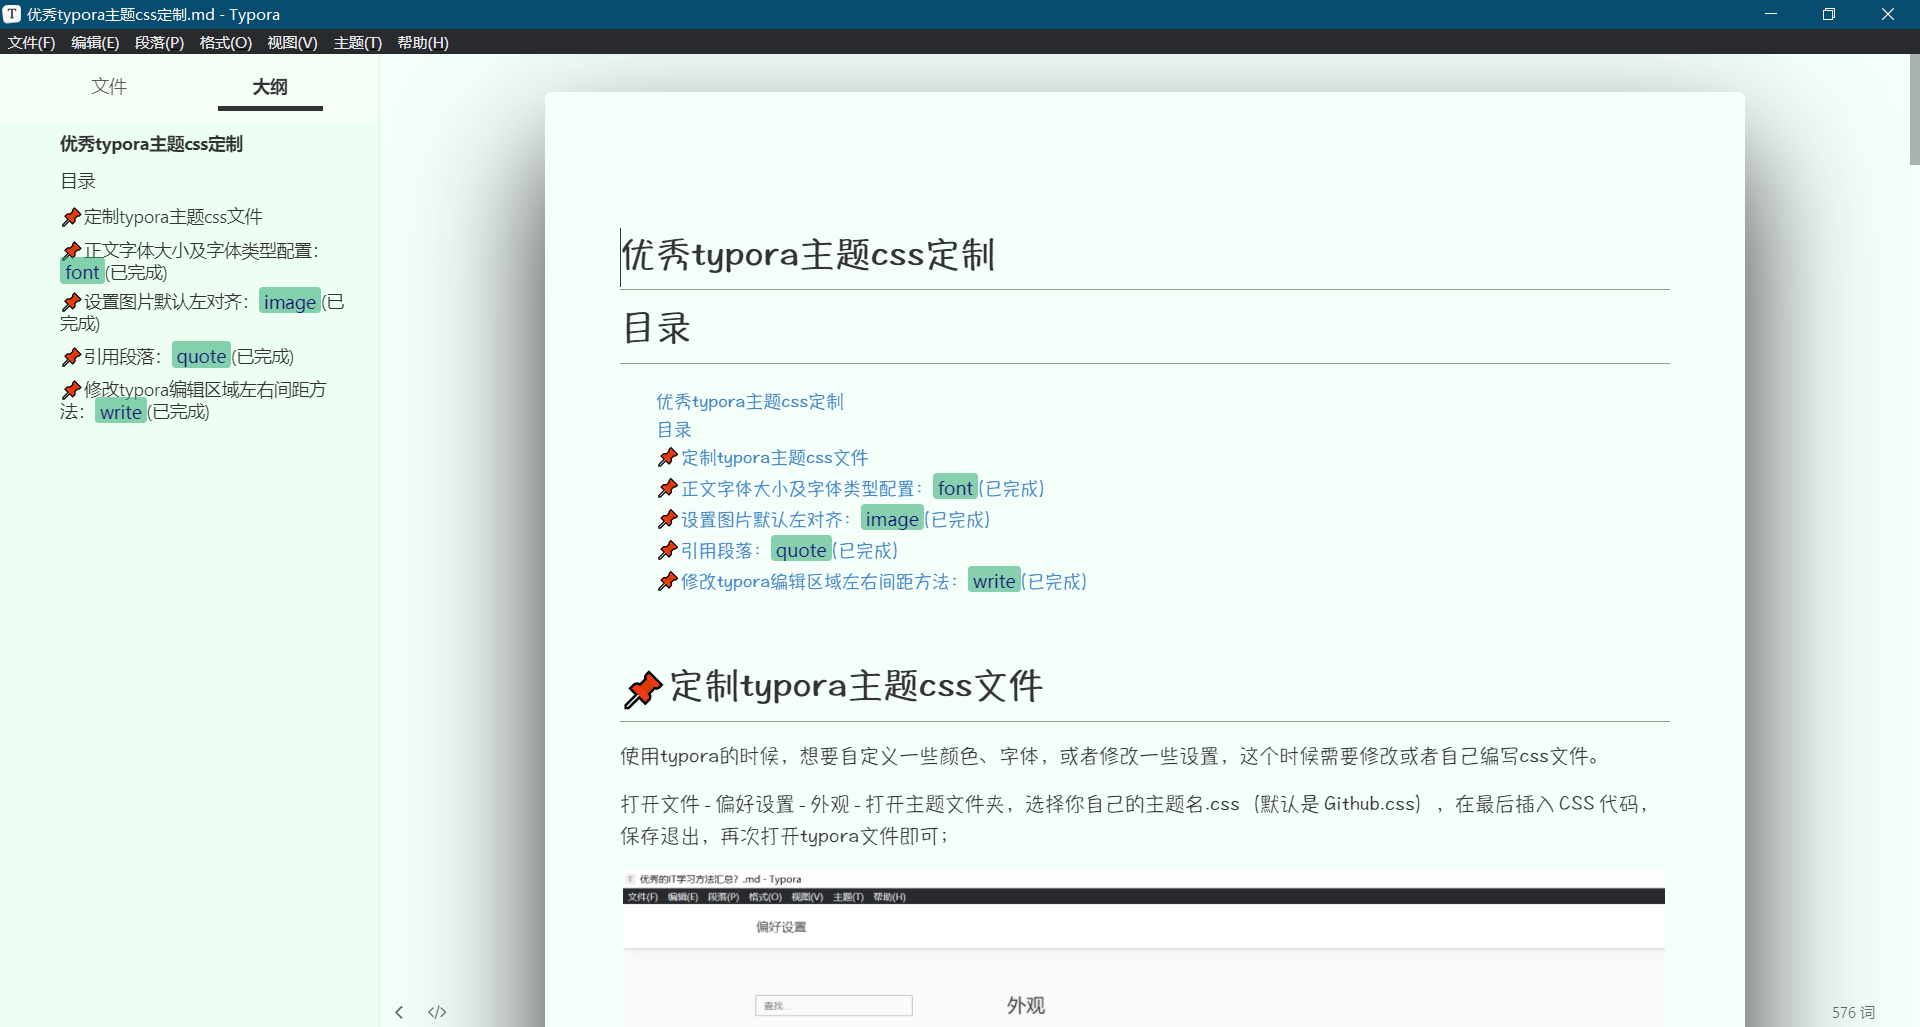 优秀typora主题css定制.md - Typora
文件(F) 编辑(E) 段落(P) 格式(O) 视图(V) 主题(T) 帮助(H)
文件 大纲
优秀typora主题css定制
目录
📌定制typora主题css文件
📌正文字体大小及字体类型配置：
font(已完成)
📌设置图片默认左对齐：image(已
完成)
📌引用段落：quote(已完成)
📌修改typora编辑区域左右间距方
法：write(已完成)
优秀typora主题css定制
目录
优秀typora主题css定制
目录
📌定制typora主题css文件
📌正文字体大小及字体类型配置：font(已完成)
📌设置图片默认左对齐：image(已完成)
📌引用段落：quote(已完成)
📌修改typora编辑区域左右间距方法：write(已完成)
📌定制typora主题css文件
使用typora的时候，想要自定义一些颜色、字体，或者修改一些设置，这个时候需要修改或者自己编写css文件。
打开文件 - 偏好设置 - 外观 - 打开主题文件夹，选择你自己的主题名.css（默认是 Github.css），在最后插入 CSS 代码，
保存退出，再次打开typora文件即可；
优秀的IT学习方法汇总？.md - Typora
文件(F) 编辑(E) 段落(P) 格式(O) 视图(V) 主题(T) 帮助(H)
偏好设置
查找...
外观
</> 576 词